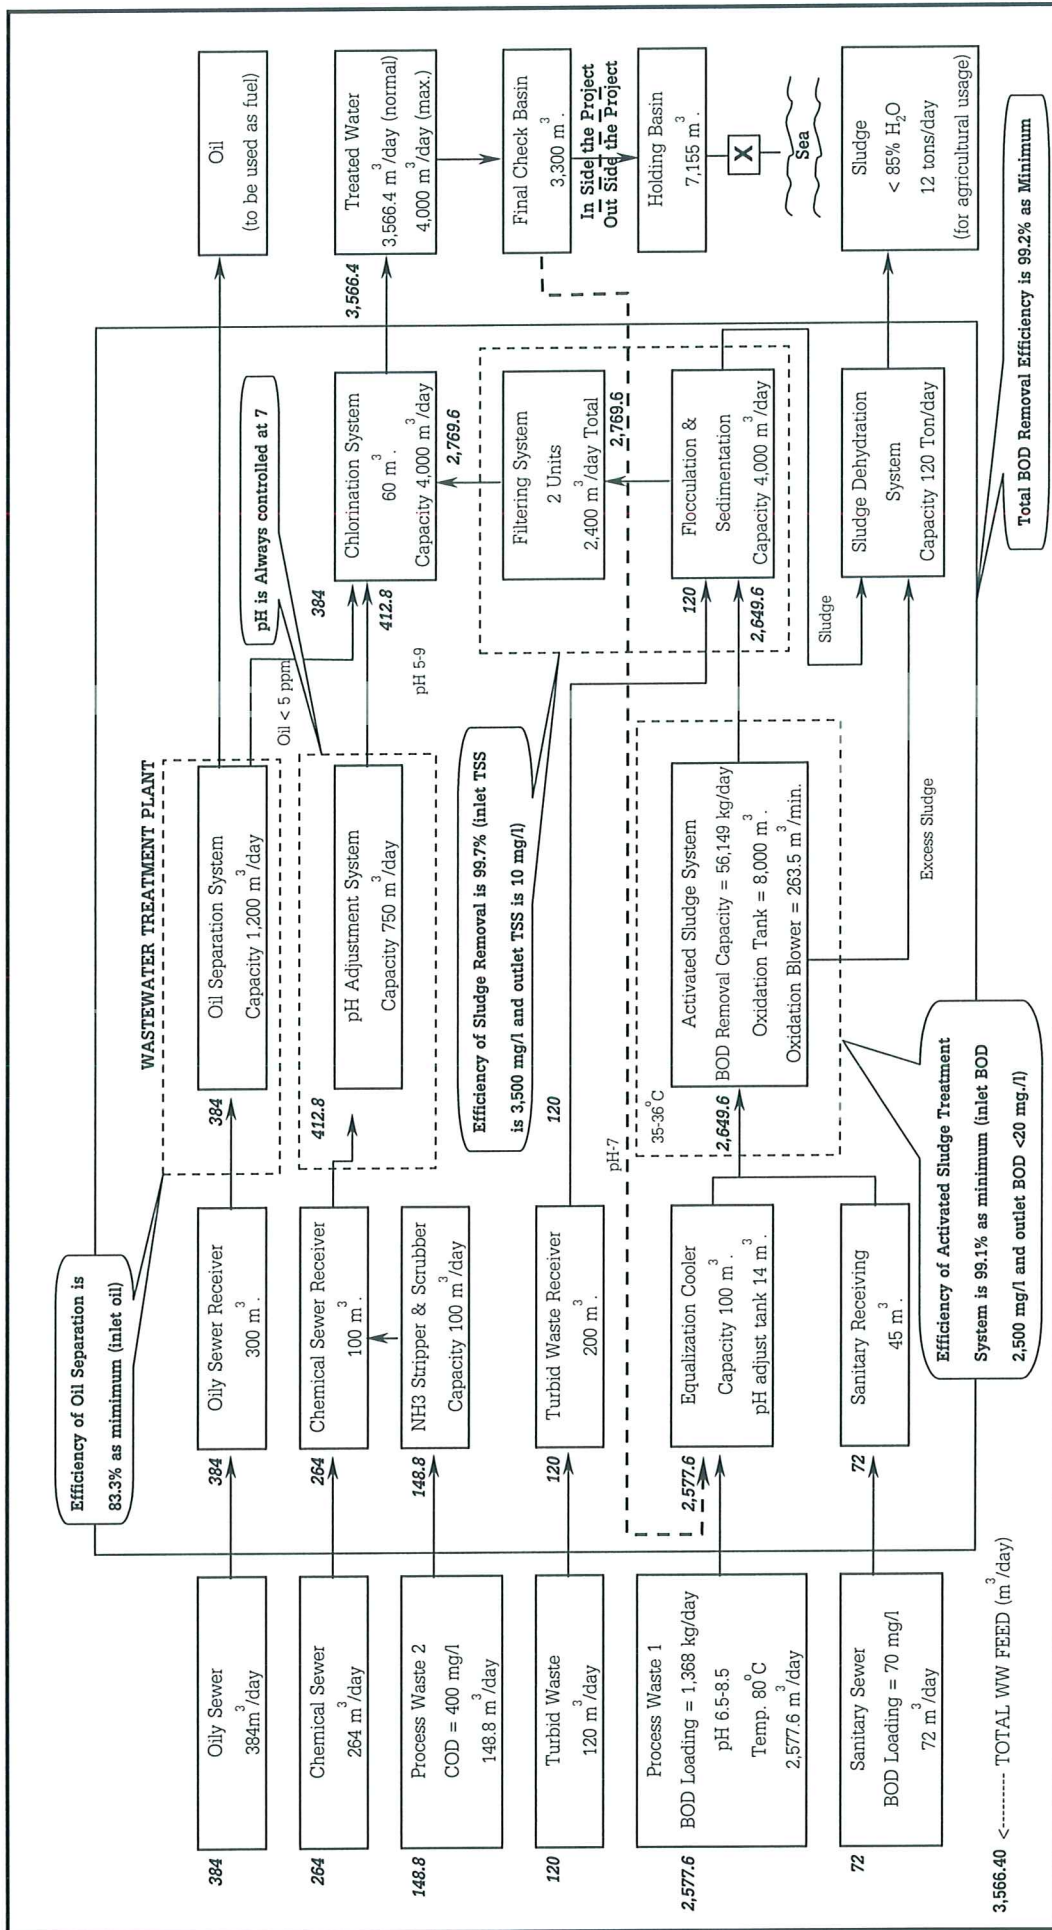 WASTEWATER TREATMENT PLANT
Efficiency of Oil Separation is
83.3% as mimimum (inlet oil)
384
Oily Sewer
384m³/day
384
Oily Sewer Receiver
300 m³.
384
Oil Separation System
Capacity 1,200 m³/day
Oil < 5 ppm
Oil
(to be used as fuel)
pH is Always controlled at 7
264
Chemical Sewer
264 m³/day
264
Chemical Sewer Receiver
100 m³.
412.8
pH Adjustment System
Capacity 750 m³/day
pH 5-9
384
412.8
Chlorination System
60 m³.
Capacity 4,000 m³/day
2,769.6
3,566.4
Treated Water
3,566.4 m³/day (normal)
4,000 m³/day (max.)
148.8
Process Waste 2
COD = 400 mg/l
148.8 m³/day
148.8
NH3 Stripper & Scrubber
Capacity 100 m³/day
Efficiency of Sludge Removal is 99.7% (inlet TSS
is 3,500 mg/l and outlet TSS is 10 mg/l)
Filtering System
2 Units
2,400 m³/day Total
2,769.6
Final Check Basin
3,300 m³.
In Side the Project
Out Side the Project
120
Turbid Waste
120 m³/day
120
Turbid Waste Receiver
200 m³.
120
pH-7
2,577.6
Process Waste 1
BOD Loading = 1,368 kg/day
pH 6.5-8.5
Temp. 80°C
2,577.6 m³/day
2,577.6
Equalization Cooler
Capacity 100 m³.
pH adjust tank 14 m³
35-36°C
2,649.6
Activated Sludge System
BOD Removal Capacity = 56,149 kg/day
Oxidation Tank = 8,000 m³.
Oxidation Blower = 263.5 m³/min.
120
2,649.6
Flocculation &
Sedimentation
Capacity 4,000 m³/day
Holding Basin
7,155 m³.
X
Sea
72
Sanitary Sewer
BOD Loading = 70 mg/l
72 m³/day
72
Sanitary Receiving
45 m³
Sludge
Excess Sludge
Sludge Dehydration
System
Capacity 120 Ton/day
Sludge
< 85% H₂O
12 tons/day
(for agricultural usage)
Efficiency of Activated Sludge Treatment
System is 99.1% as minimum (inlet BOD
2,500 mg/l and outlet BOD <20 mg./l)
Total BOD Removal Efficiency is 99.2% as Minimum
3,566.40 <-------- TOTAL WW FEED (m³/day)